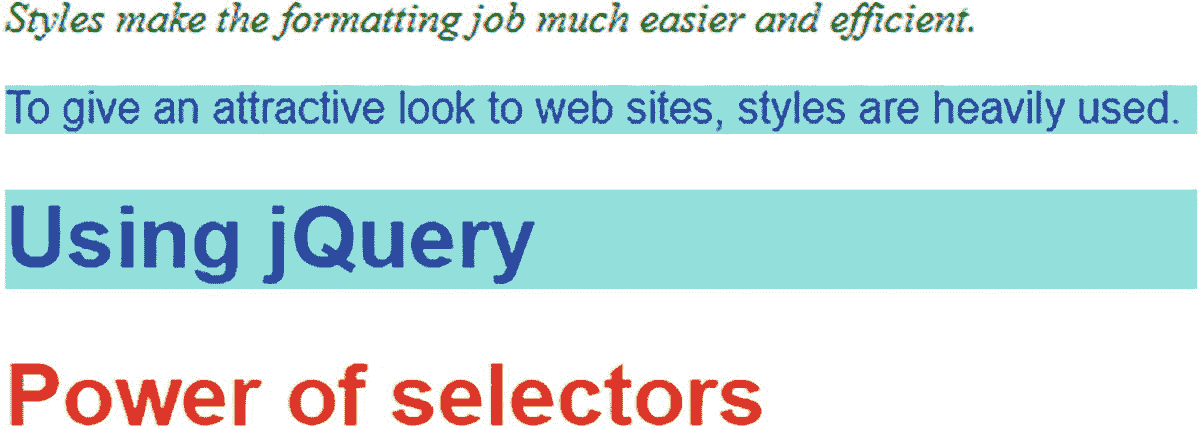 Styles make the formatting job much easier and efficient.
To give an attractive look to web sites, styles are heavily used.
Using jQuery
Power of selectors